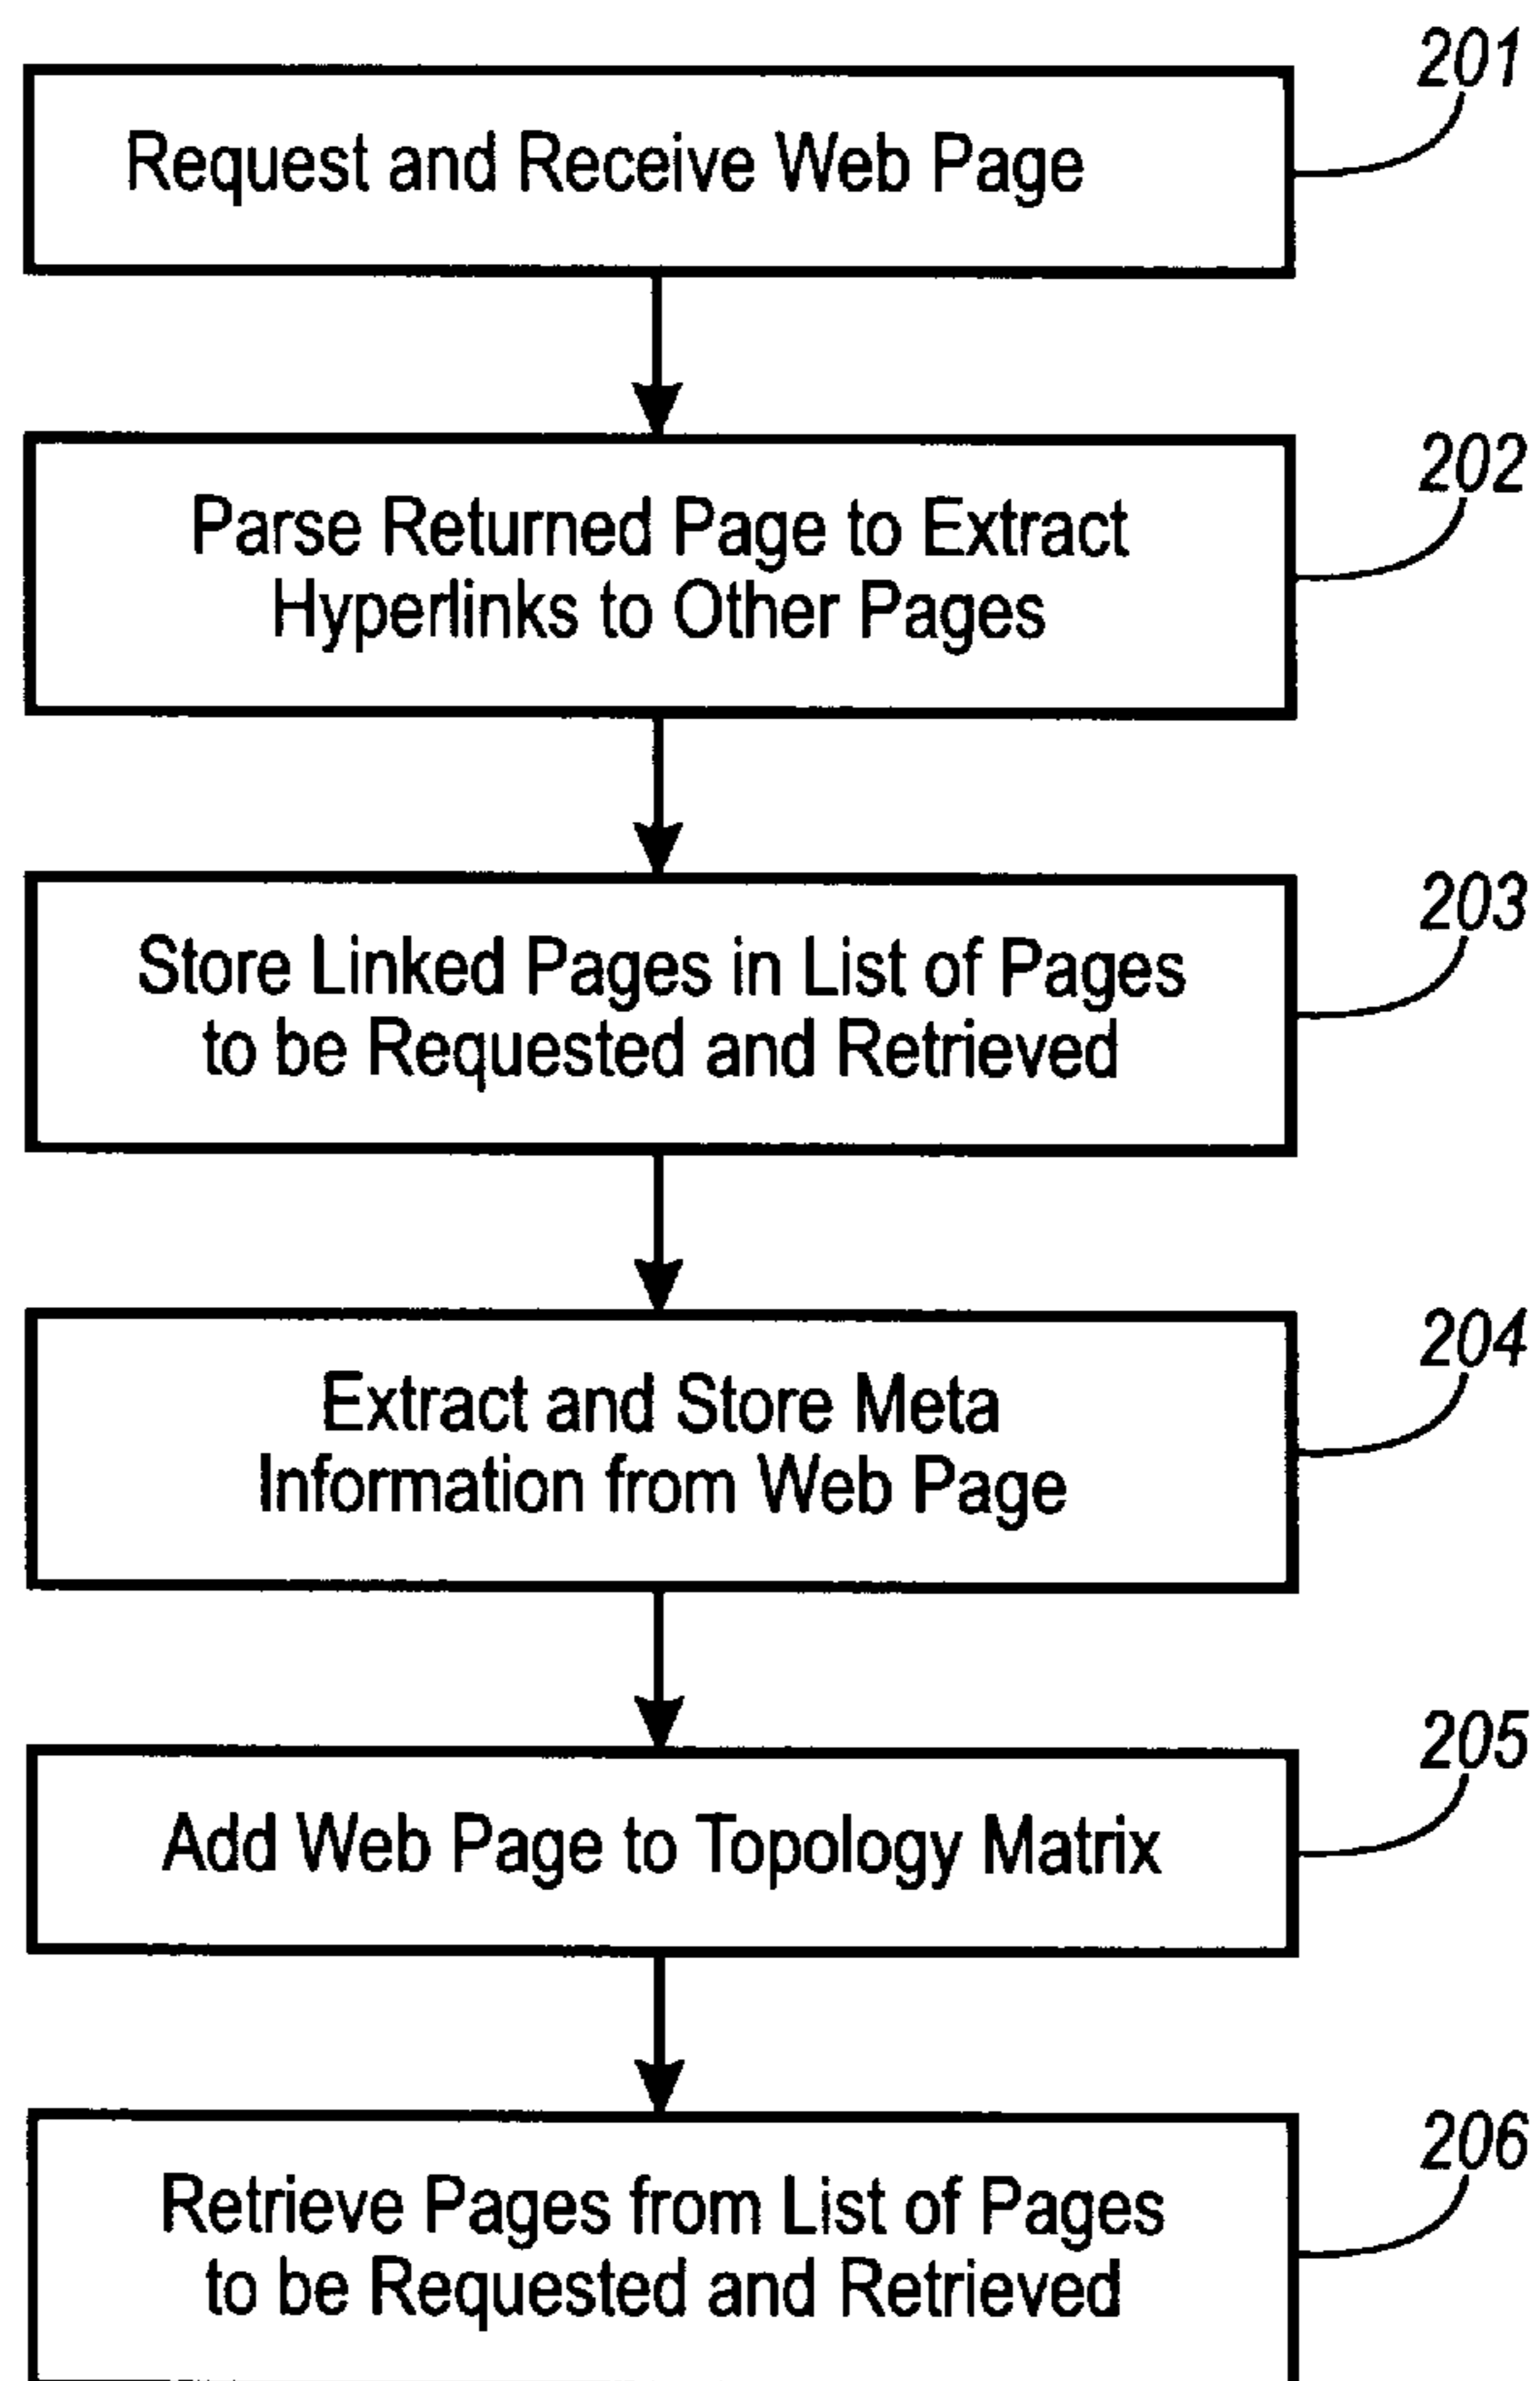 201
Request and Receive Web Page
202
Parse Returned Page to Extract
Hyperlinks to Other Pages
203
Store Linked Pages in List of Pages
to be Requested and Retrieved
204
Extract and Store Meta
Information from Web Page
205
Add Web Page to Topology Matrix
206
Retrieve Pages from List of Pages
to be Requested and Retrieved